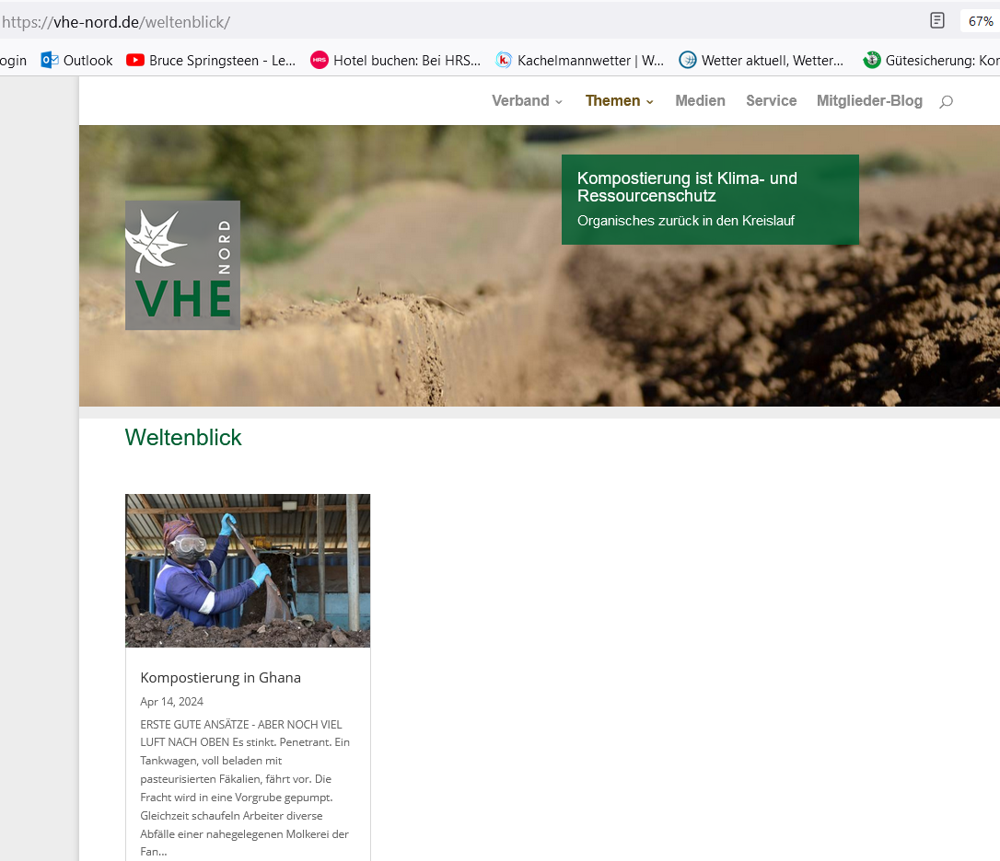 https://vhe-nord.de/weltenblick/
67%
ogin
Outlook
Bruce Springsteen - Le...
HRS
Hotel buchen: Bei HRS...
k.
Kachelmannwetter | W...
Wetter aktuell, Wetter...
Gütesicherung: Kor
Verband
Themen
Medien
Service
Mitglieder-Blog
Kompostierung ist Klima- und
Ressourcenschutz
Organisches zurück in den Kreislauf
NORD
VHE
Weltenblick
Kompostierung in Ghana
Apr 14, 2024
ERSTE GUTE ANSÄTZE - ABER NOCH VIEL
LUFT NACH OBEN Es stinkt. Penetrant. Ein
Tankwagen, voll beladen mit
pasteurisierten Fäkalien, fährt vor. Die
Fracht wird in eine Vorgrube gepumpt.
Gleichzeit schaufeln Arbeiter diverse
Abfälle einer nahegelegenen Molkerei der
Fan...